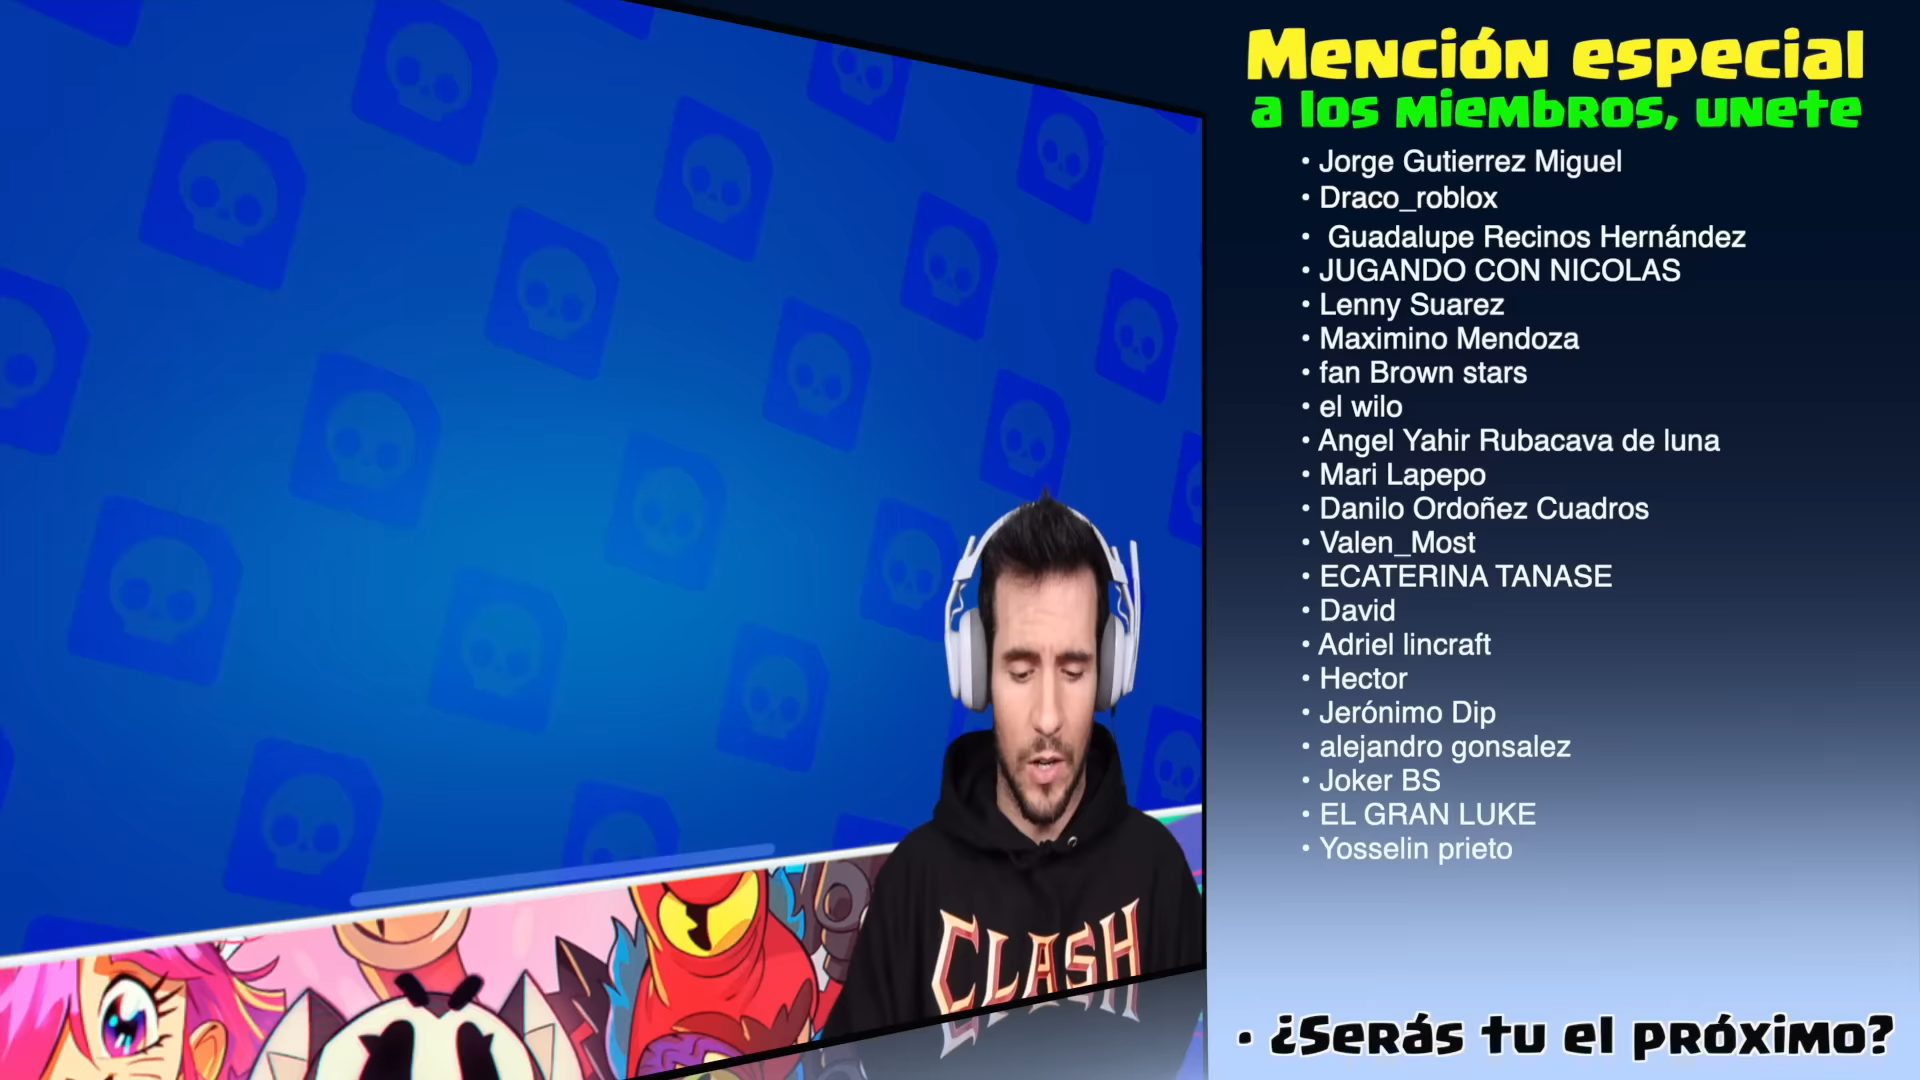 Mención especial
a los miembros, unete
• Jorge Gutierrez Miguel
• Draco_roblox
• Guadalupe Recinos Hernández
• JUGANDO CON NICOLAS
• Lenny Suarez
• Maximino Mendoza
• fan Brown stars
• el wilo
• Angel Yahir Rubacava de luna
• Mari Lapepo
• Danilo Ordoñez Cuadros
• Valen_Most
• ECATERINA TANASE
• David
• Adriel lincraft
• Hector
• Jerónimo Dip
• alejandro gonsalez
• Joker BS
• EL GRAN LUKE
• Yosselin prieto
• ¿Serás tu el próximo?
CLASH